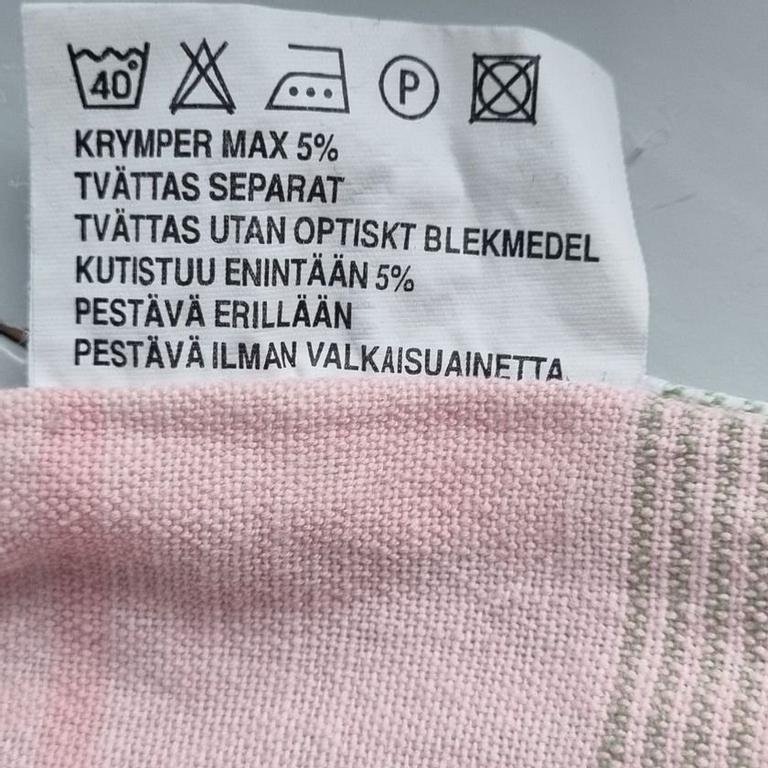 40° P
KRYMPER MAX 5%
TVÄTTAS SEPARAT
TVÄTTAS UTAN OPTISKT BLEKMEDEL
KUTISTUU ENINTÄÄN 5%
PESTÄVÄ ERILLÄÄN
PESTÄVÄ ILMAN VALKAISUAINETTA